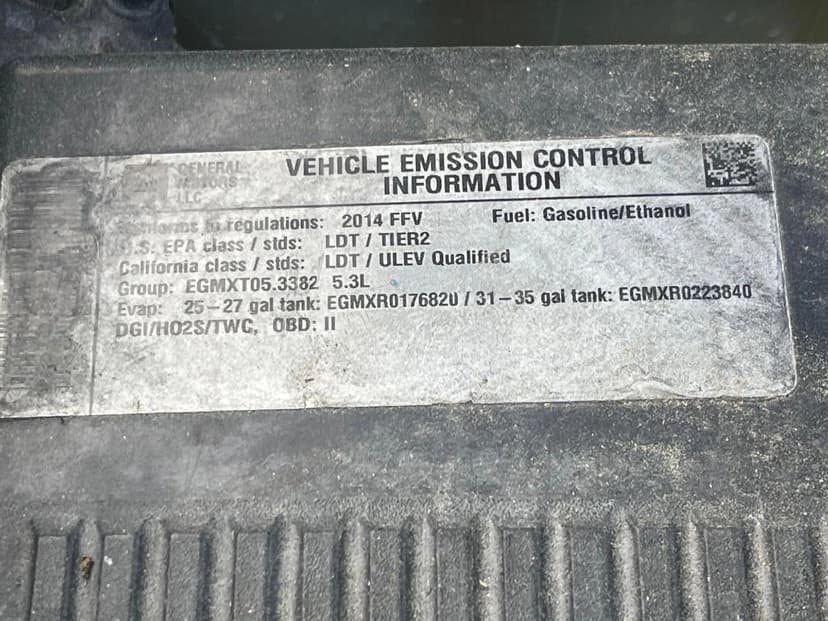 GENERAL MOTORS LLC
VEHICLE EMISSION CONTROL INFORMATION
Conforms to regulations: 2014 FFV Fuel: Gasoline/Ethanol
U.S. EPA class / stds: LDT / TIER2
California class / stds: LDT / ULEV Qualified
Group: EGMXT05.3382 5.3L
Evap: 25-27 gal tank: EGMXR0176820 / 31-35 gal tank: EGMXR0223840
DGI/HO2S/TWC, OBD: II